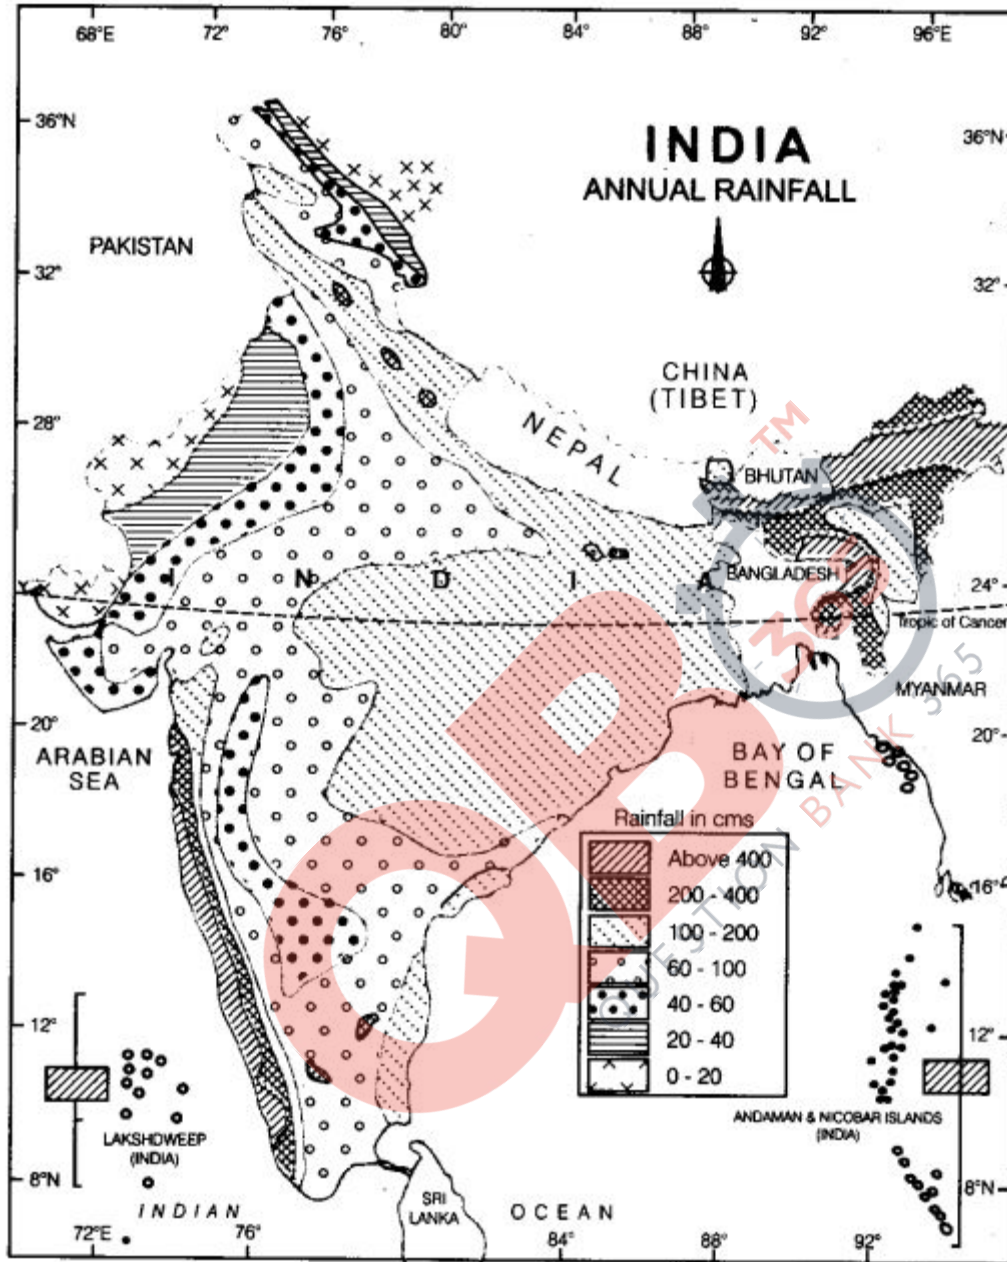 68°E 72° 76° 80° 84° 88° 92° 96°E
36°N
36°N
INDIA
ANNUAL RAINFALL
PAKISTAN
32°
32°
CHINA
(TIBET)
28°
NEPAL
TM
BHUTAN
365
I N D I A
BANGLADESH
24°
Tropic of Cancer
MYANMAR
20°
20°
ARABIAN
SEA
BAY OF
BENGAL
QB
QUESTION BANK 365
Rainfall in cms
Above 400
200 - 400
100 - 200
60 - 100
40 - 60
20 - 40
0 - 20
16°
16°
12°
12°
LAKSHDWEEP
(INDIA)
ANDAMAN & NICOBAR ISLANDS
(INDIA)
8°N
8°N
SRI
LANKA
INDIAN OCEAN
72°E 76° 84° 88° 92°